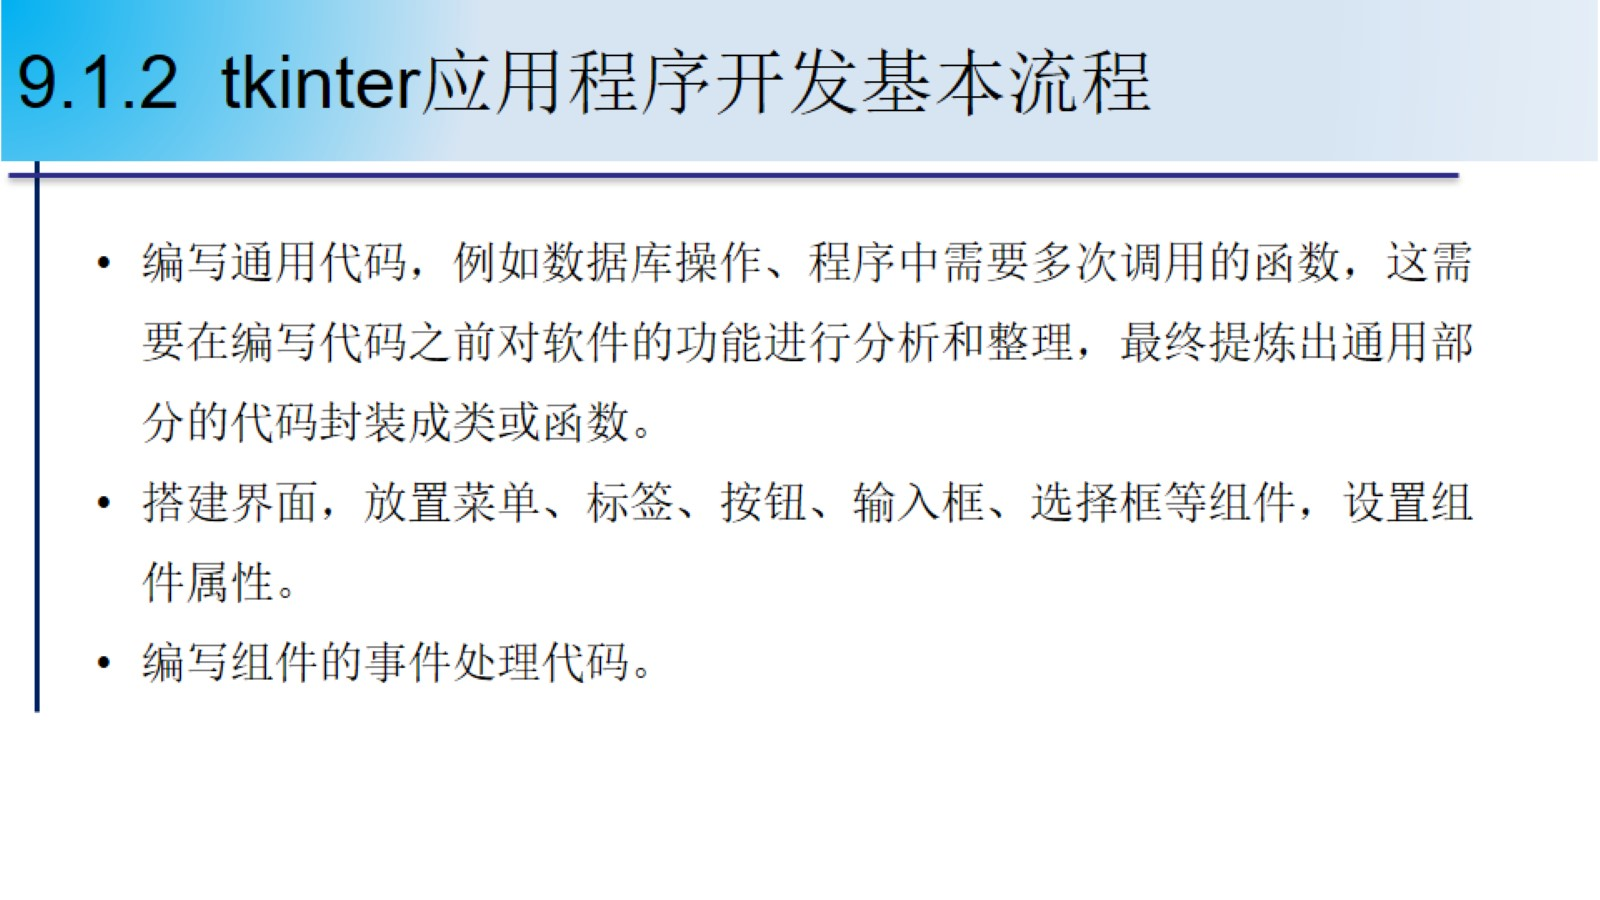 9.1.2 tkinter应用程序开发基本流程
• 编写通用代码，例如数据库操作、程序中需要多次调用的函数，这需
要在编写代码之前对软件的功能进行分析和整理，最终提炼出通用部
分的代码封装成类或函数。
• 搭建界面，放置菜单、标签、按钮、输入框、选择框等组件，设置组
件属性。
• 编写组件的事件处理代码。